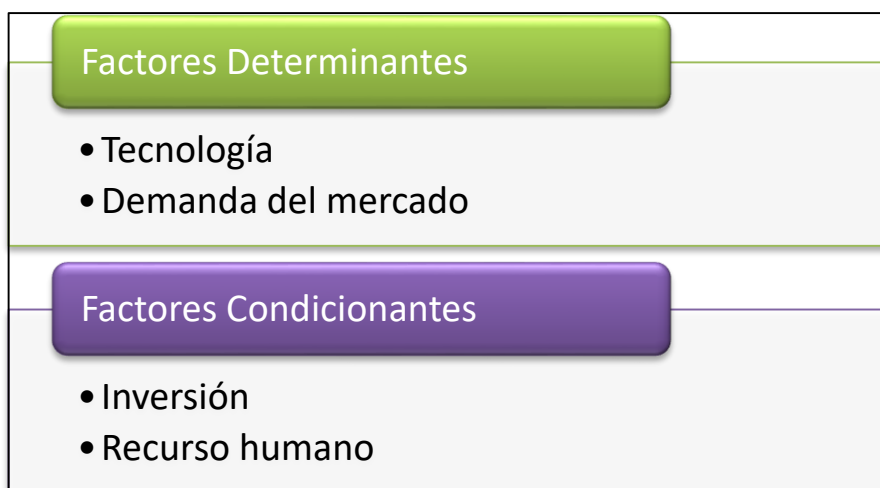 Factores Determinantes
• Tecnología
• Demanda del mercado
Factores Condicionantes
• Inversión
• Recurso humano